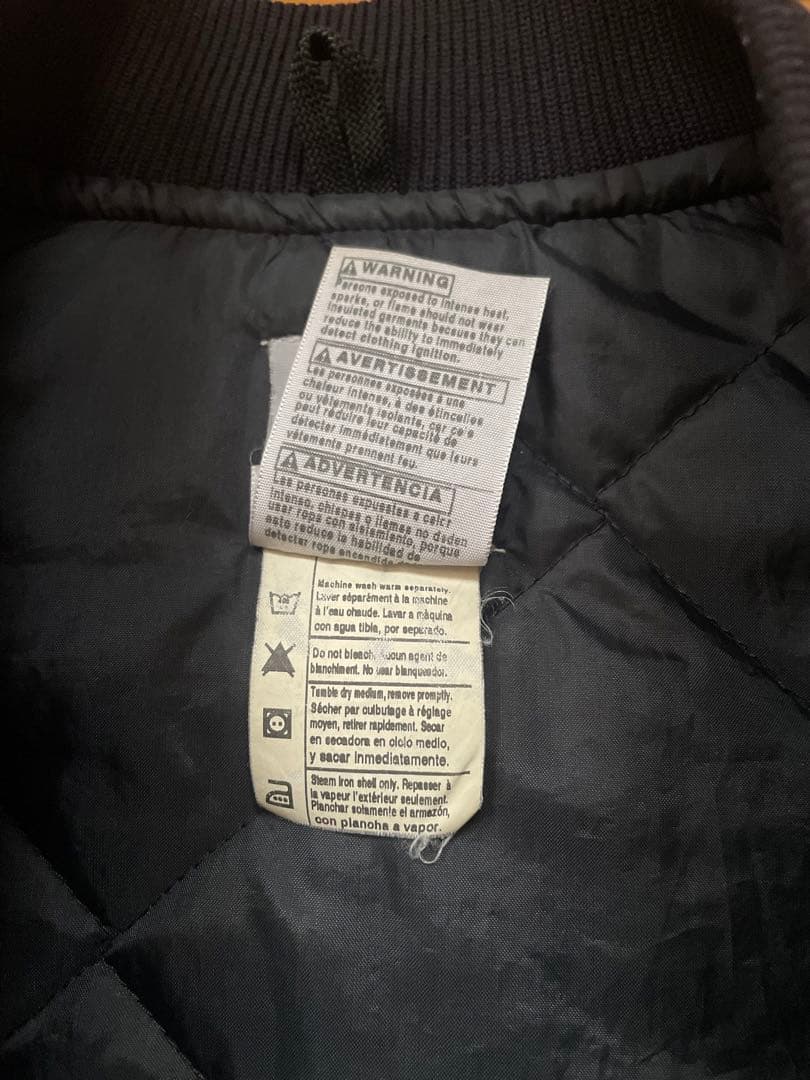 WARNING
Persons exposed to intense heat,
sparks, or flame should not wear
insulated garments because they can
reduce the ability to immediately
detect clothing ignition.
AVERTISSEMENT
Les personnes exposées à une
chaleur intense, à des étincelles
ou vêtements isolante, car ce's
peut réduire leur capacité de
détecter immédiatement que leurs
vêtements prennent feu.
ADVERTENCIA
Las personas expuestas a calor
intenso, chispas o llamas no deben
usar ropa con aislamiento, porque
esto reduce la habilidad de
detectar ropa encendida
Machine wash warm separately.
Laver séparément à la machine
à l'eau chaude. Lavar a màquina
con agua tibia, por separado.
Do not bleach. Aucun agent de
blanchiment. No usar blanqueador.
Tumble dry medium, remove promptly.
Sécher par culbutage à réglage
moyen, retirer rapidement. Secar
en secadora en ciclo medio,
y sacar inmediatamente.
Steam iron shell only. Repasser à
la vapeur l'extérieur seulement.
Planchar solamente el armazón,
con plancha a vapor.